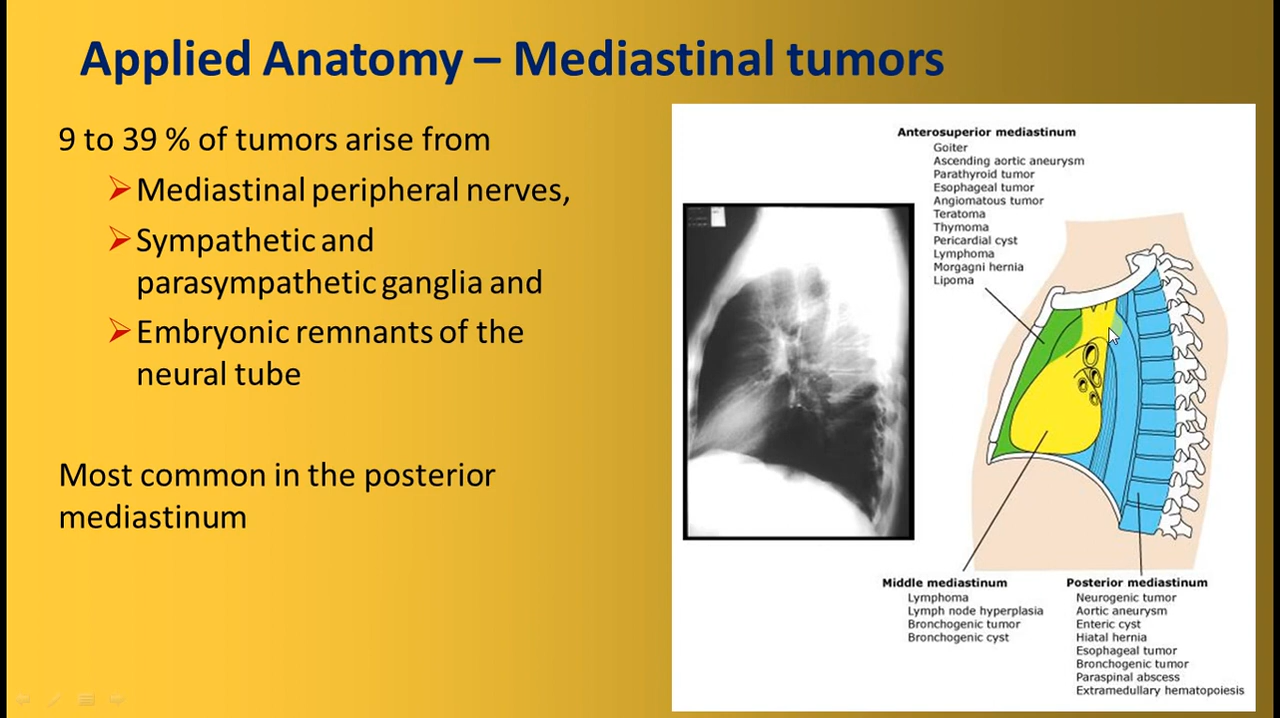 Applied Anatomy – Mediastinal tumors
9 to 39 % of tumors arise from
Mediastinal peripheral nerves,
Sympathetic and
parasympathetic ganglia and
Embryonic remnants of the
neural tube
Most common in the posterior
mediastinum
Anterosuperior mediastinum
Goiter
Ascending aortic aneurysm
Parathyroid tumor
Esophageal tumor
Angiomatous tumor
Teratoma
Thymoma
Pericardial cyst
Lymphoma
Morgagni hernia
Lipoma
Middle mediastinum
Lymphoma
Lymph node hyperplasia
Bronchogenic tumor
Bronchogenic cyst
Posterior mediastinum
Neurogenic tumor
Aortic aneurysm
Enteric cyst
Hiatal hernia
Esophageal tumor
Bronchogenic tumor
Paraspinal abscess
Extramedullary hematopoiesis